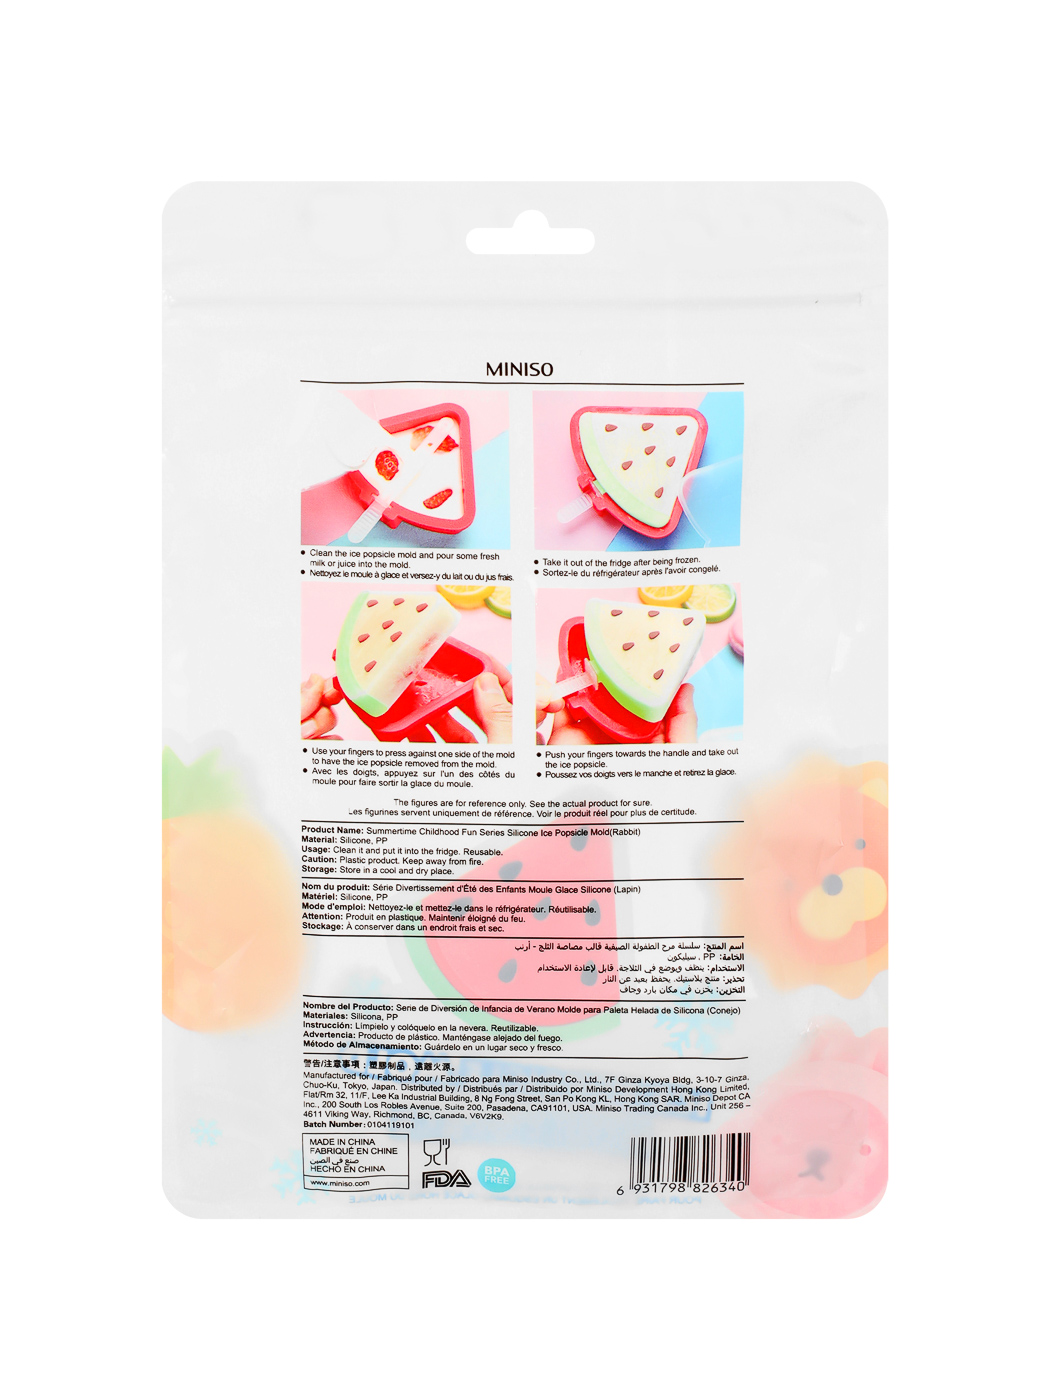 MINISO
● Clean the ice popsicle mold and pour some fresh
milk or juice into the mold.
● Nettoyez le moule à glace et versez-y du lait ou du jus frais.
● Take it out of the fridge after being frozen.
● Sortez-le du réfrigérateur après l'avoir congelé.
● Use your fingers to press against one side of the mold
to have the ice popsicle removed from the mold.
● Avec les doigts, appuyez sur l'un des côtés du
moule pour faire sortir la glace du moule.
● Push your fingers towards the handle and take out
the ice popsicle.
● Poussez vos doigts vers le manche et retirez la glace.
The figures are for reference only. See the actual product for sure.
Les figurines servent uniquement de référence. Voir le produit réel pour plus de certitude.
Product Name: Summertime Childhood Fun Series Silicone Ice Popsicle Mold(Rabbit)
Material: Silicone, PP
Usage: Clean it and put it into the fridge. Reusable.
Caution: Plastic product. Keep away from fire.
Storage: Store in a cool and dry place.
Nom du produit: Série Divertissement d'Été des Enfants Moule Glace Silicone (Lapin)
Matériel: Silicone, PP
Mode d'emploi: Nettoyez-le et mettez-le dans le réfrigérateur. Réutilisable.
Attention: Produit en plastique. Maintenir éloigné du feu.
Stockage: À conserver dans un endroit frais et sec.
اسم المنتج: سلسلة مرح الطفولة الصيفية قالب مصاصة الثلج - أرنب
الخامة: PP ، سيليكون
الاستخدام: ينظف ويوضع في الثلاجة. قابل لإعادة الاستخدام
تحذير: منتج بلاستيك. يحفظ بعيد عن النار
التخزين: يخزن في مكان بارد وجاف
Nombre del Producto: Serie de Diversión de Infancia de Verano Molde para Paleta Helada de Silicona (Conejo)
Materiales: Silicona, PP
Instrucción: Límpielo y colóquelo en la nevera. Reutilizable.
Advertencia: Producto de plástico. Manténgase alejado del fuego.
Método de Almacenamiento: Guárdelo en un lugar seco y fresco.
警告/注意事項：塑膠制品，遠離火源。
Manufactured for / Fabriqué pour / Fabricado para Miniso Industry Co., Ltd., 7F Ginza Kyoya Bldg, 3-10-7 Ginza,
Chuo-Ku, Tokyo, Japan. Distributed by / Distribués par / Distribuido por Miniso Development Hong Kong Limited,
Flat/Rm 32, 11/F, Lee Ka Industrial Building, 8 Ng Fong Street, San Po Kong KL, Hong Kong SAR. Miniso Depot CA
Inc., 200 South Los Robles Avenue, Suite 200, Pasadena, CA91101, USA. Miniso Trading Canada Inc., Unit 256 –
4611 Viking Way, Richmond, BC, Canada, V6V2K9.
Batch Number: 0104119101
MADE IN CHINA
FABRIQUÉ EN CHINE
صنع في الصين
HECHO EN CHINA
www.miniso.com
FDA
BPA
FREE
6 931798 826340